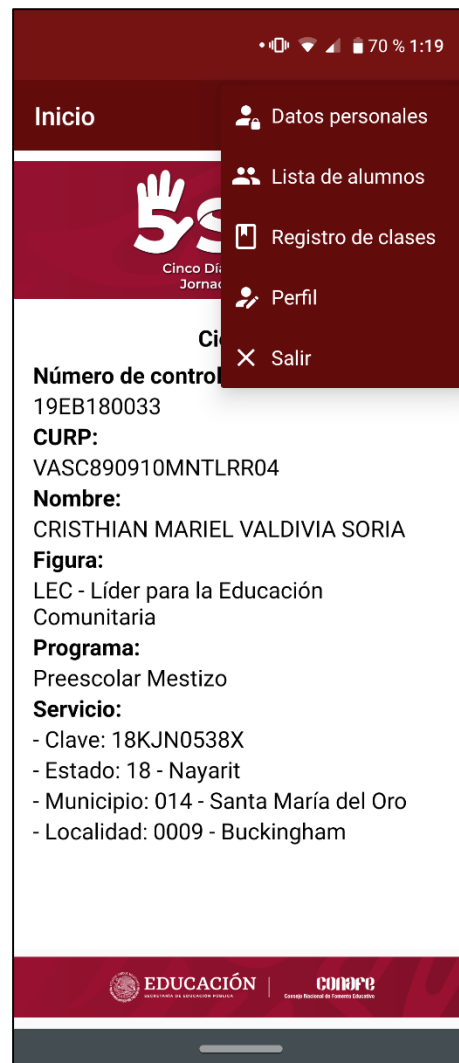 70 % 1:19
Inicio
Datos personales
Lista de alumnos
Registro de clases
Perfil
Salir
5
Cinco
Número de control
19EB180033
CURP:
VASC890910MNTLRR04
Nombre:
CRISTHIAN MARIEL VALDIVIA SORIA
Figura:
LEC - Líder para la Educación
Comunitaria
Programa:
Preescolar Mestizo
Servicio:
- Clave: 18KJN0538X
- Estado: 18 - Nayarit
- Municipio: 014 - Santa María del Oro
- Localidad: 0009 - Buckingham
EDUCACIÓN
SECRETARÍA DE EDUCACIÓN PÚBLICA
CONAFE
Consejo Nacional de Fomento Educativo